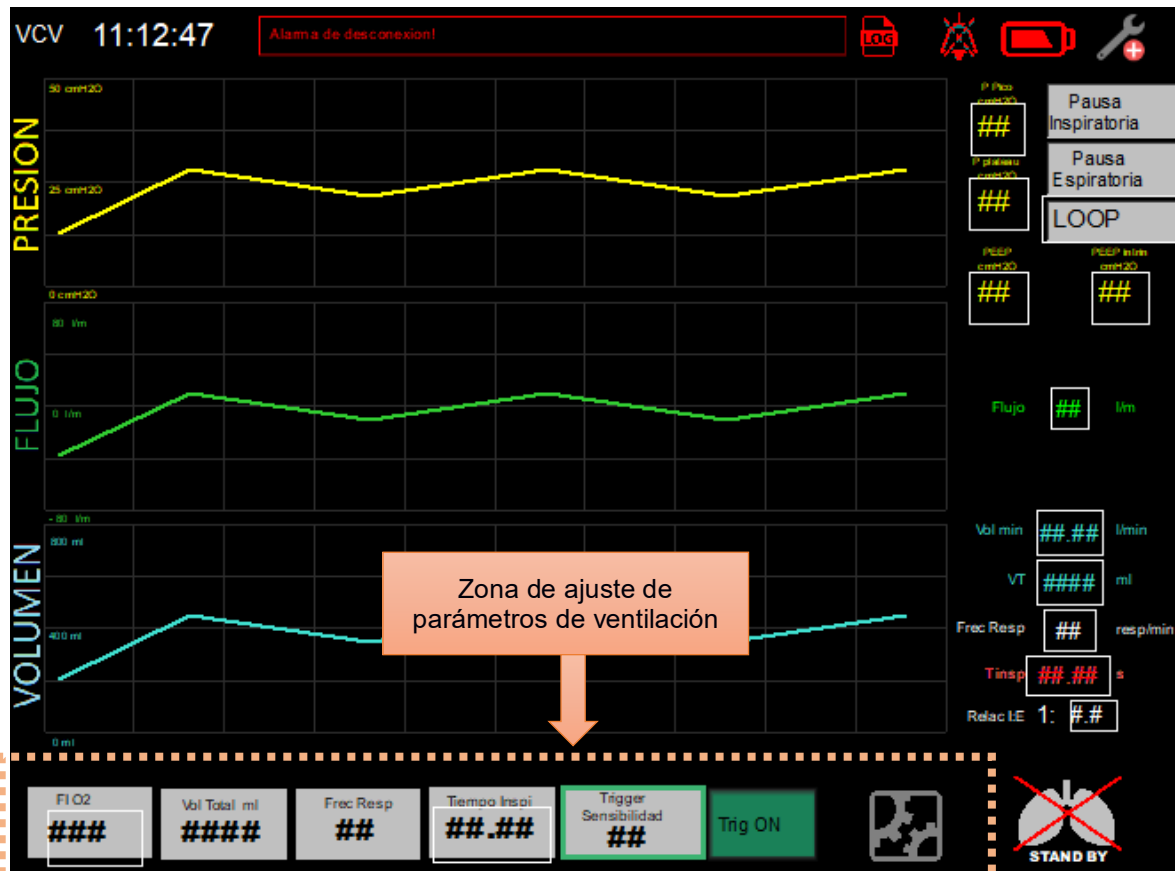 VCV 11:12:47 Alarma de desconexion! LOG
PRESION
50 cmH2O
25 cmH2O
0 cmH2O
P Pico
cmH2O
##
P plateau
cmH2O
##
Pausa
Inspiratoria
Pausa
Espiratoria
LOOP
PEEP
cmH2O
##
PEEP intrin
cmH2O
##
FLUJO
80 l/m
0 l/m
- 80 l/m
Flujo ## l/m
VOLUMEN
800 ml
400 ml
0 ml
Zona de ajuste de
parámetros de ventilación
Vol min ##.## l/min
VT #### ml
Frec Resp ## resp/min
Tinsp ##.## s
Relac I:E 1: #.#
FI O2
###
Vol Total ml
####
Frec Resp
##
Tiempo Inspi
##.##
Trigger
Sensibilidad
##
Trig ON
STAND BY